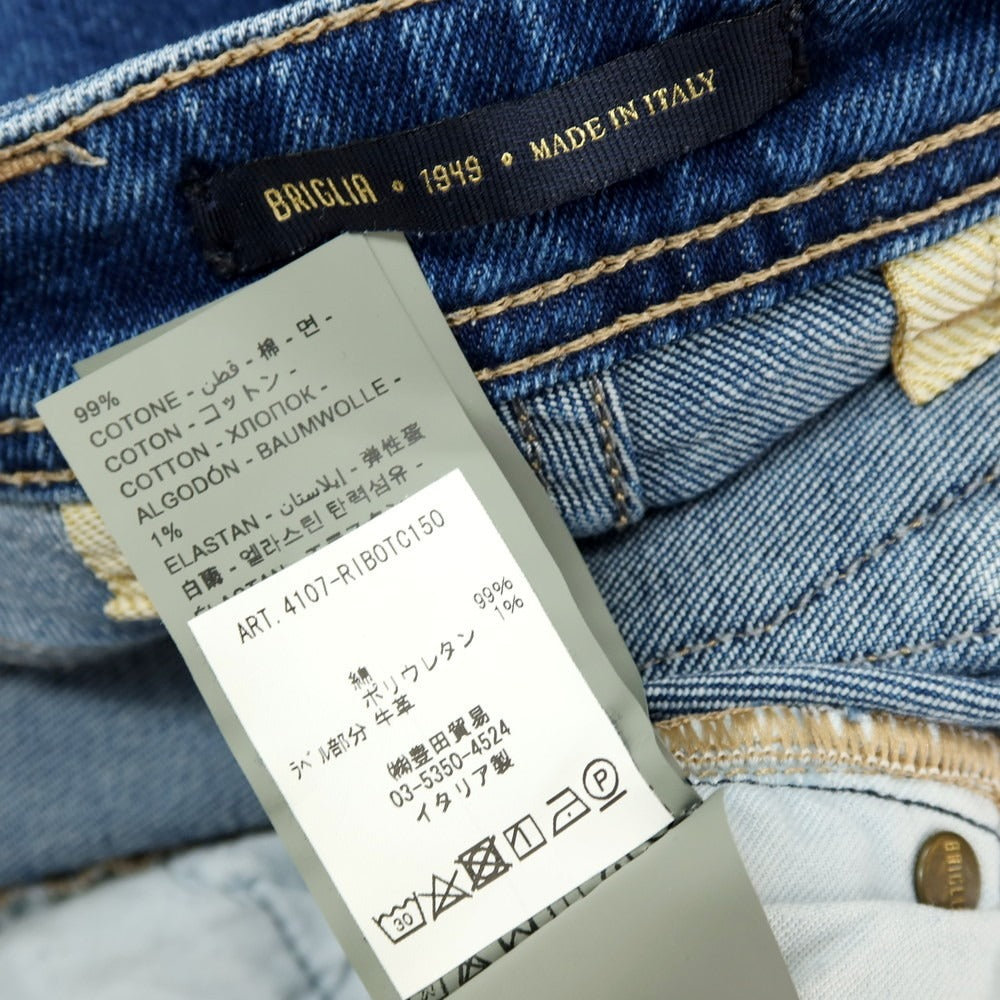 BRIGLIA • 1949 • MADE IN ITALY
99%
COTONE - قطن - 棉 - 면 -
COTON - コットン -
COTTON - ХЛОПОК -
ALGODÓN - BAUMWOLLE -
1%
ELASTAN - ايلاستان - 弹性蛋
白酶 - 엘라스틴 탄력섬유 -
ART. 4107-RIBOTC150
綿 99%
ポリウレタン 1%
ラベル部分 牛革
㈱豊田貿易
03-5350-4524
イタリア製
30
P
BRIGLIA